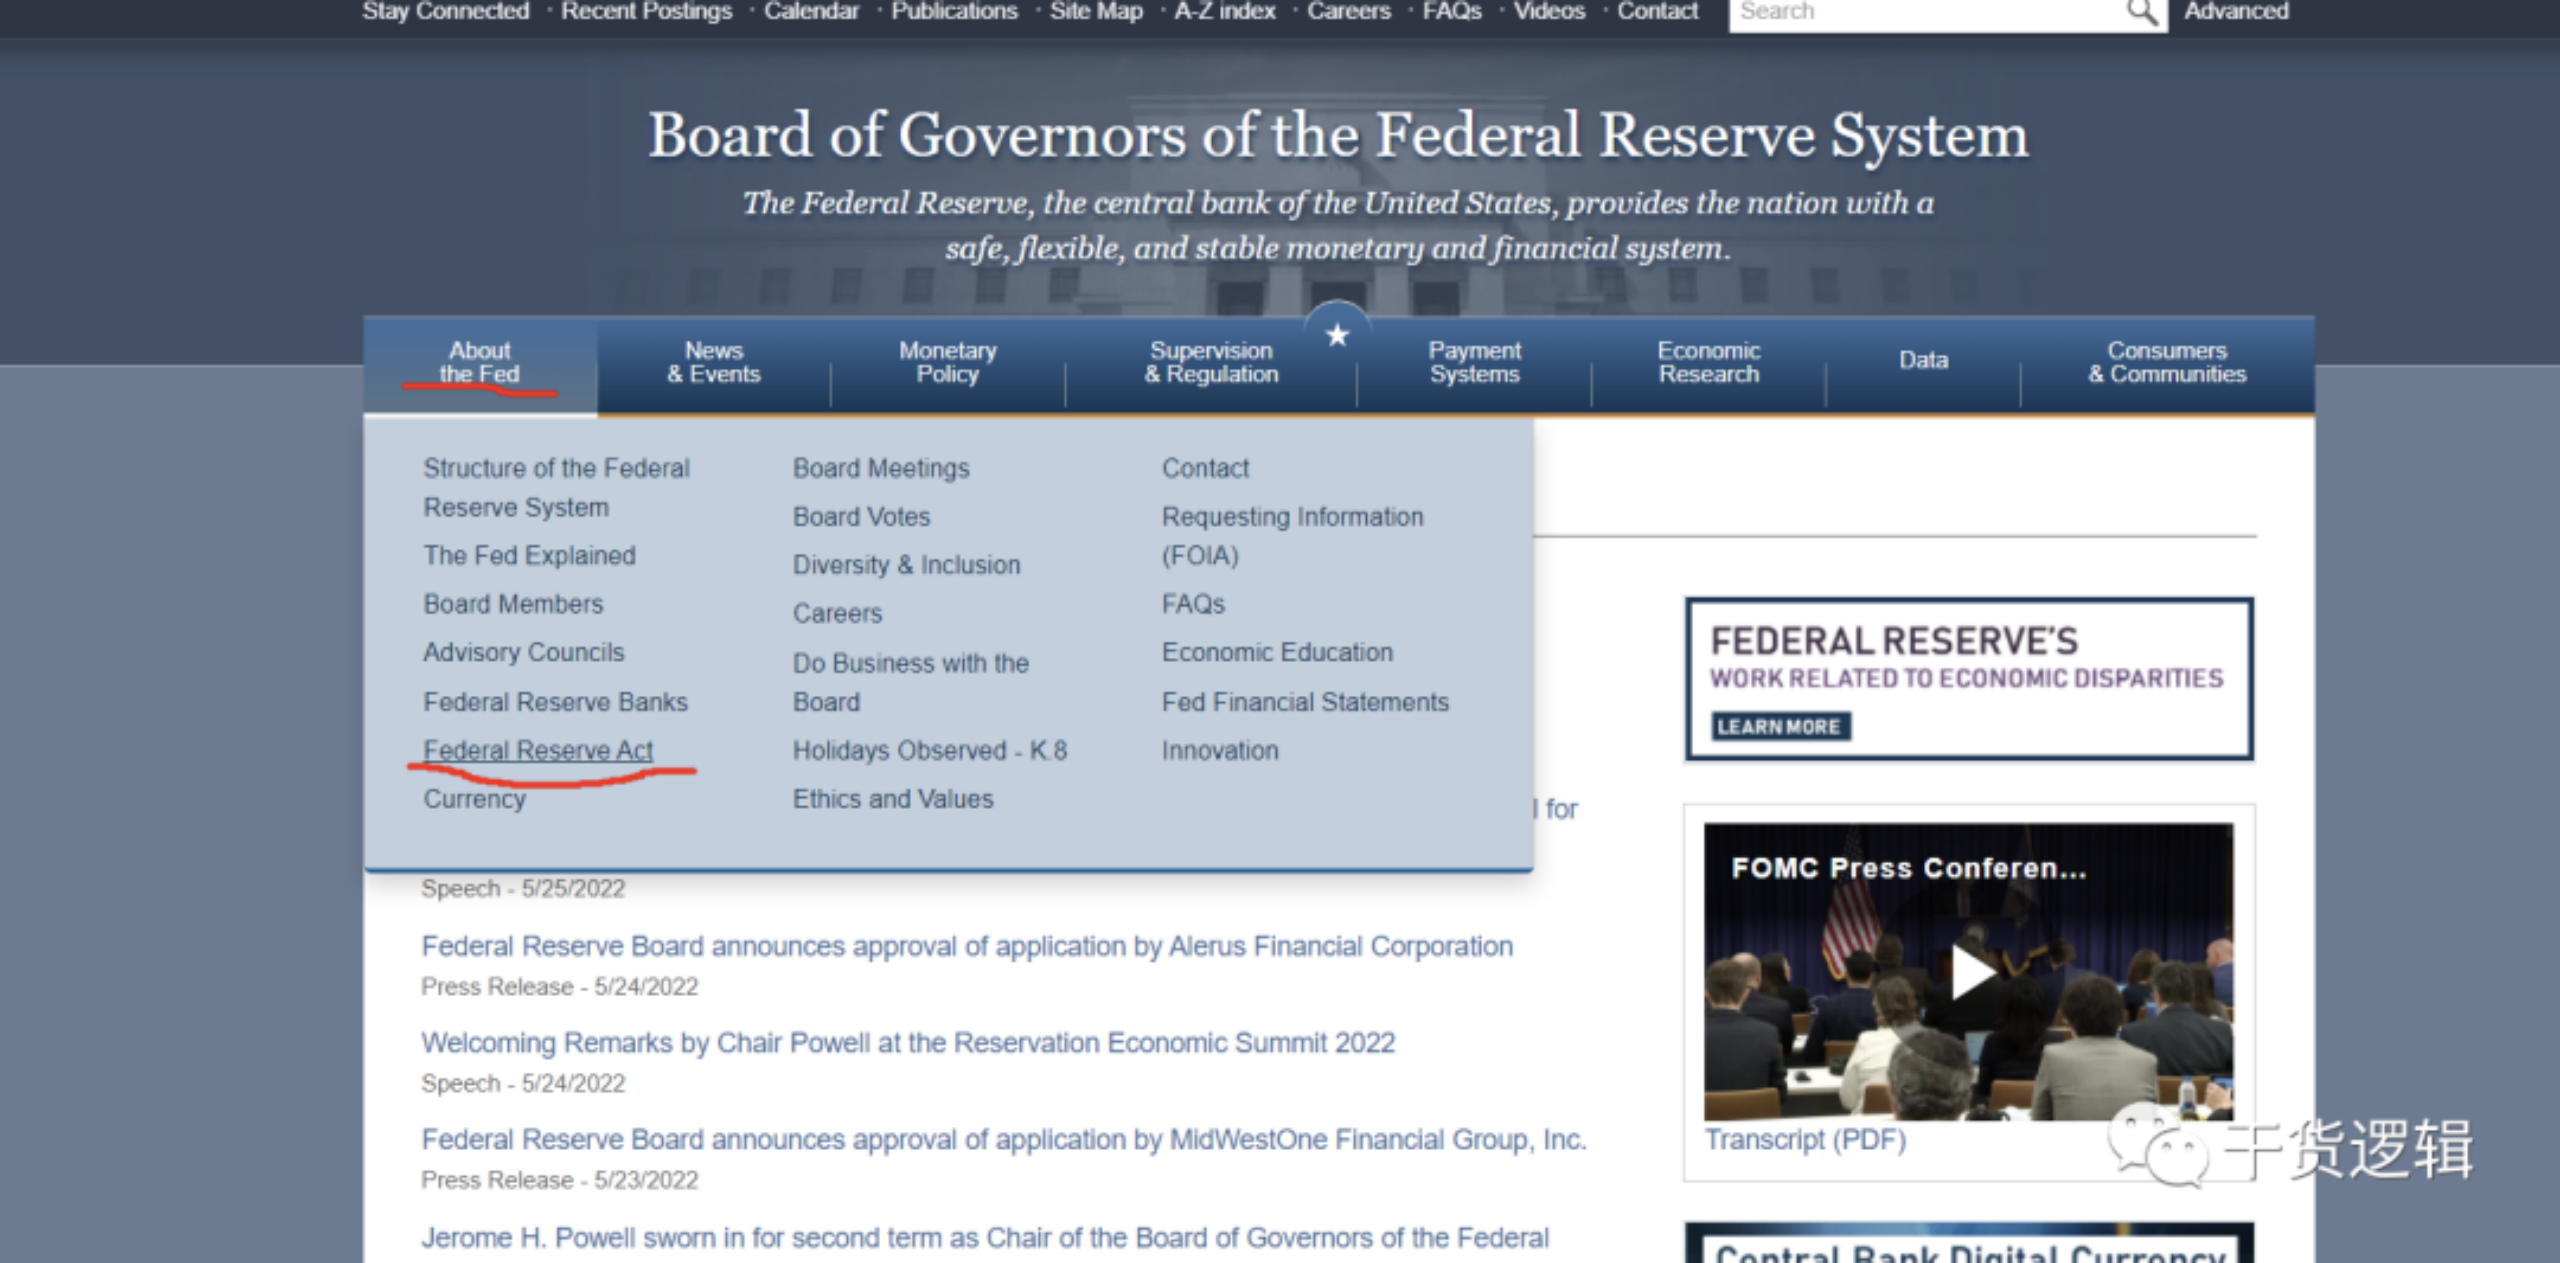 Stay Connected · Recent Postings · Calendar · Publications · Site Map · A-Z index · Careers · FAQs · Videos · Contact
Search
Advanced
Board of Governors of the Federal Reserve System
The Federal Reserve, the central bank of the United States, provides the nation with a
safe, flexible, and stable monetary and financial system.
About
the Fed
News
& Events
Monetary
Policy
Supervision
& Regulation
Payment
Systems
Economic
Research
Data
Consumers
& Communities
Structure of the Federal
Reserve System
The Fed Explained
Board Members
Advisory Councils
Federal Reserve Banks
Federal Reserve Act
Currency
Board Meetings
Board Votes
Diversity & Inclusion
Careers
Do Business with the
Board
Holidays Observed - K.8
Ethics and Values
Contact
Requesting Information
(FOIA)
FAQs
Economic Education
Fed Financial Statements
Innovation
for
Speech - 5/25/2022
Federal Reserve Board announces approval of application by Alerus Financial Corporation
Press Release - 5/24/2022
Welcoming Remarks by Chair Powell at the Reservation Economic Summit 2022
Speech - 5/24/2022
Federal Reserve Board announces approval of application by MidWestOne Financial Group, Inc.
Press Release - 5/23/2022
Jerome H. Powell sworn in for second term as Chair of the Board of Governors of the Federal
FEDERAL RESERVE'S
WORK RELATED TO ECONOMIC DISPARITIES
LEARN MORE
FOMC Press Conferen...
Transcript (PDF)
干货逻辑
Central Bank Digital Currency